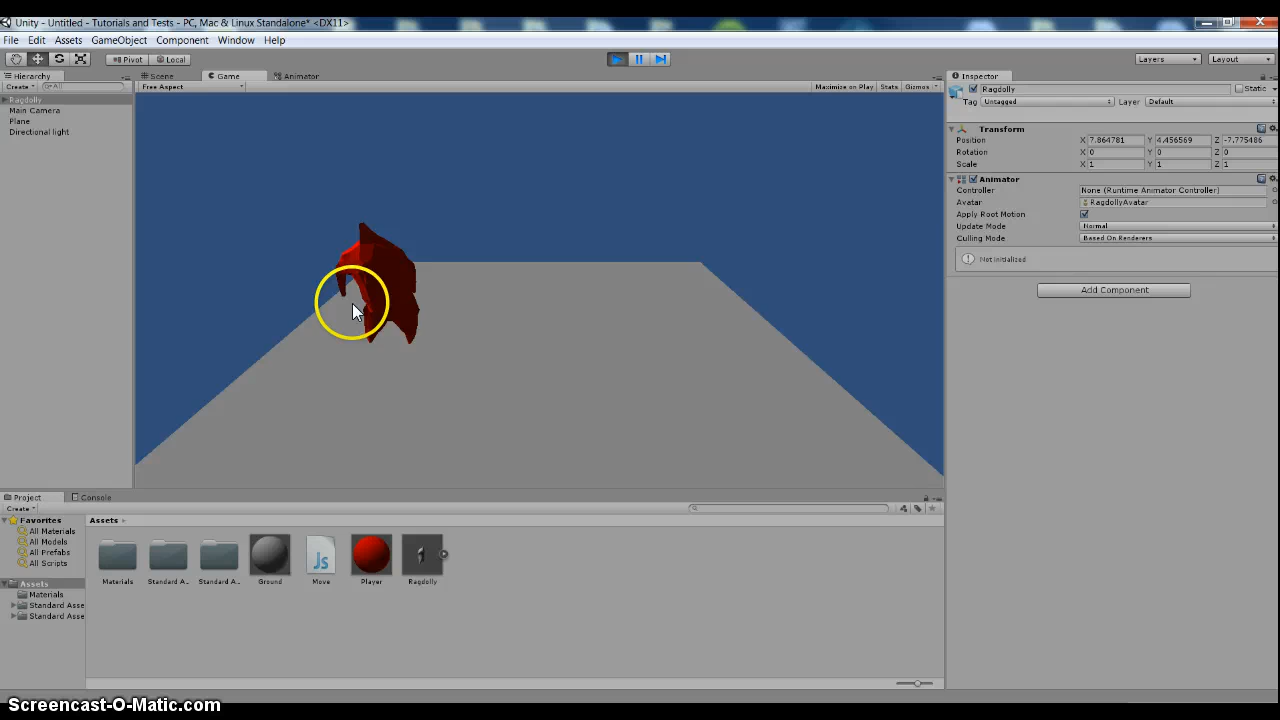 Unity - Untitled - Tutorials and Tests - PC, Mac & Linux Standalone* <DX11>
File Edit Assets GameObject Component Window Help
Pivot Local Layers Layout
Hierarchy Scene Game Animator Inspector
Create All Free Aspect Maximize on Play Stats Gizmos
Ragdolly
Main Camera
Plane
Directional light
Ragdolly Static
Tag Untagged Layer Default
Transform
Position X 7.864781 Y 4.456569 Z -7.775486
Rotation X 0 Y 0 Z 0
Scale X 1 Y 1 Z 1
Animator
Controller None (Runtime Animator Controller)
Avatar RagdollyAvatar
Apply Root Motion
Update Mode Normal
Culling Mode Based On Renderers
Not initialized
Add Component
Project Console
Create
Favorites
All Materials
All Models
All Prefabs
All Scripts
Assets
Materials
Standard Asse
Standard Asse
Assets
Js
Materials Standard A... Standard A... Ground Move Player Ragdolly
Screencast-O-Matic.com